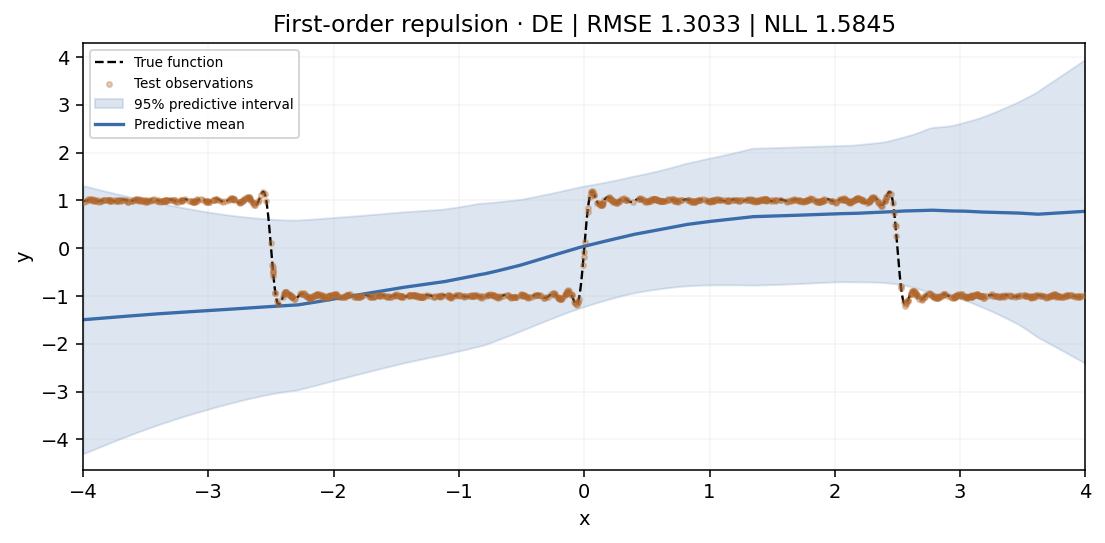 First-order repulsion · DE | RMSE 1.3033 | NLL 1.5845
True function
Test observations
95% predictive interval
Predictive mean
4
3
2
1
0
−1
−2
−3
−4
y
−4 −3 −2 −1 0 1 2 3 4
x